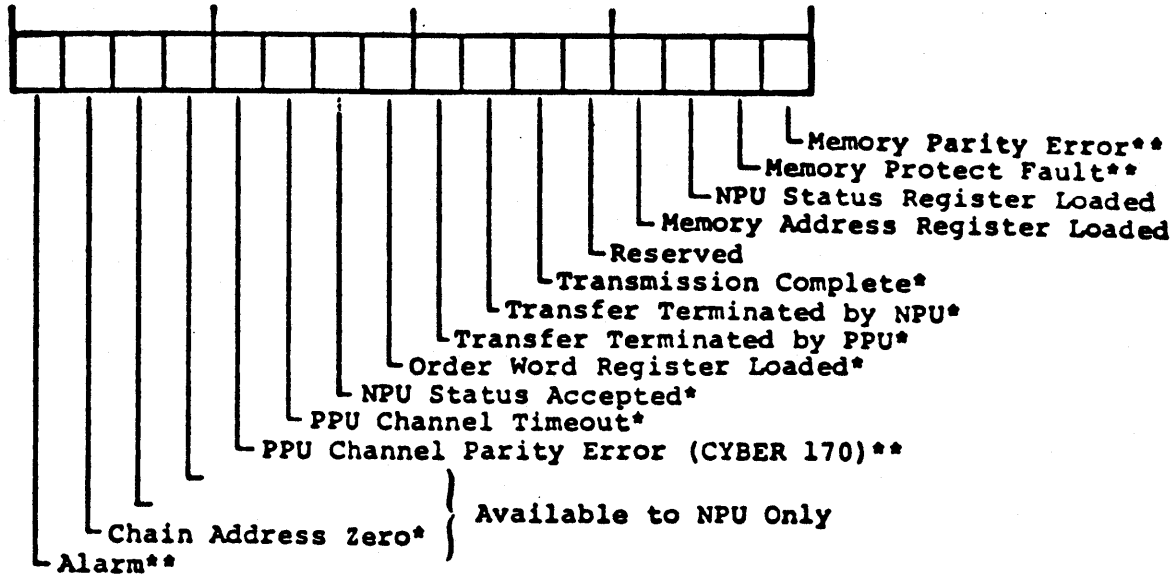 Memory Parity Error**
Memory Protect Fault**
NPU Status Register Loaded
Memory Address Register Loaded
Reserved
Transmission Complete*
Transfer Terminated by NPU*
Transfer Terminated by PPU*
Order Word Register Loaded*
NPU Status Accepted*
PPU Channel Timeout*
PPU Channel Parity Error (CYBER 170)**
Available to NPU Only
Chain Address Zero*
Alarm**